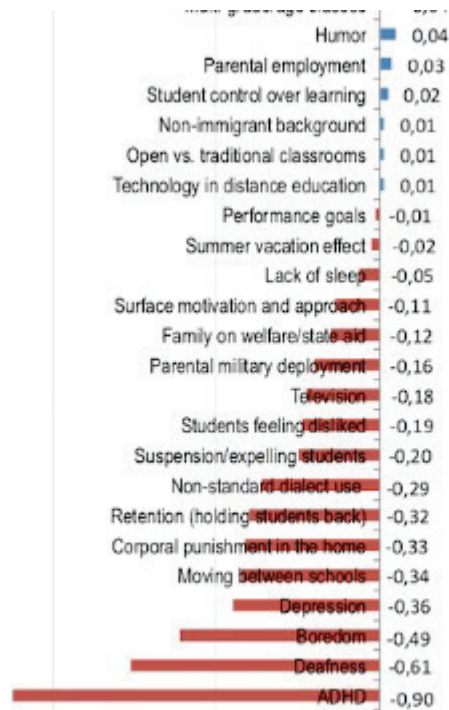 Humor 0,04
Parental employment 0,03
Student control over learning 0,02
Non-immigrant background 0,01
Open vs. traditional classrooms 0,01
Technology in distance education 0,01
Performance goals -0,01
Summer vacation effect -0,02
Lack of sleep -0,05
Surface motivation and approach -0,11
Family on welfare/state aid -0,12
Parental military deployment -0,16
Television -0,18
Students feeling disliked -0,19
Suspension/expelling students -0,20
Non-standard dialect use -0,29
Retention (holding students back) -0,32
Corporal punishment in the home -0,33
Moving between schools -0,34
Depression -0,36
Boredom -0,49
Deafness -0,61
ADHD -0,90